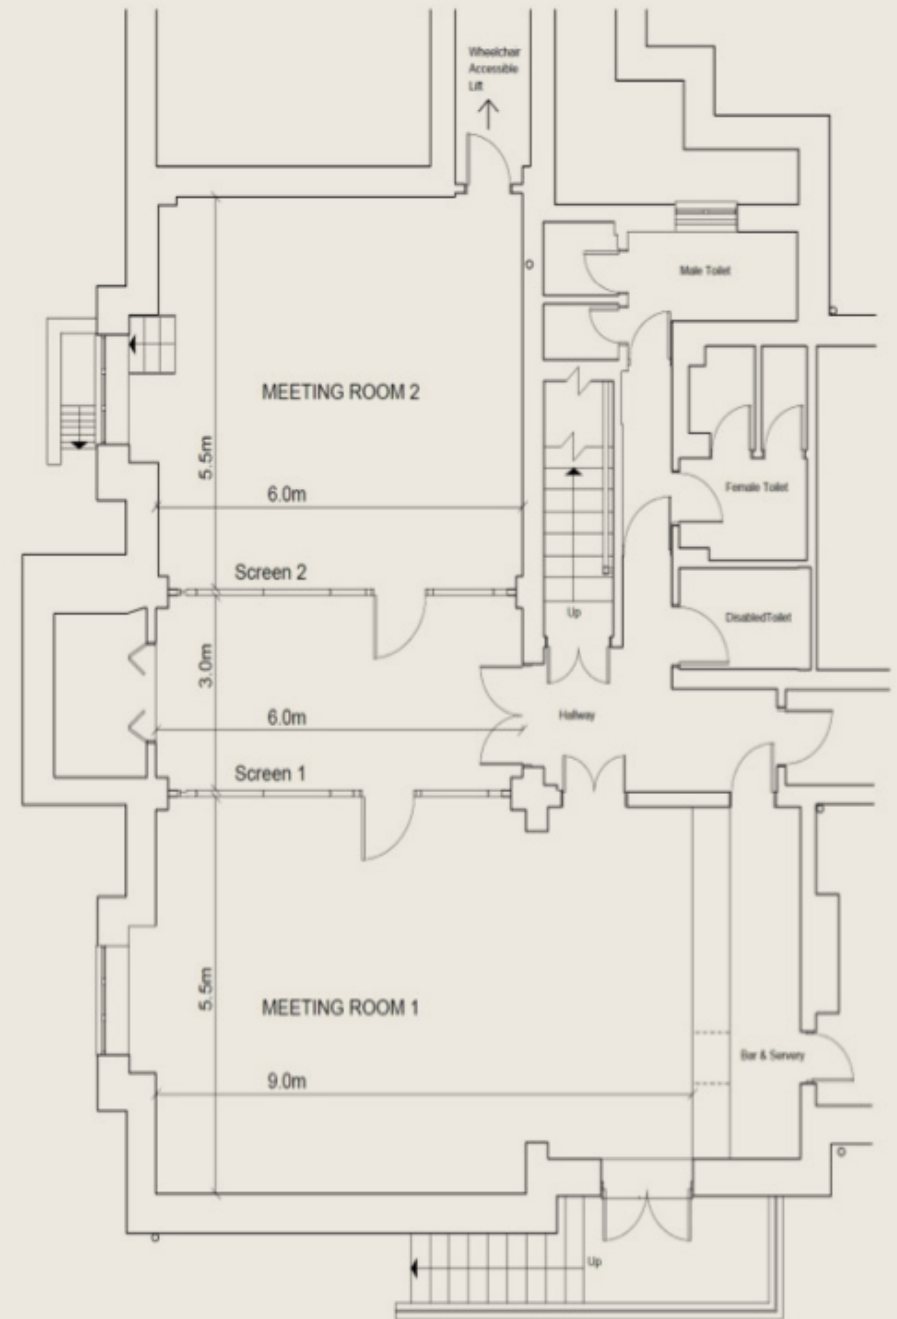 Wheelchair
Accessible
Lift
Male Toilet
MEETING ROOM 2
5.5m
6.0m
Female Toilet
Screen 2
Up
DisabledToilet
3.0m
6.0m
Hallway
Screen 1
5.5m
MEETING ROOM 1
Bar & Servery
9.0m
Up